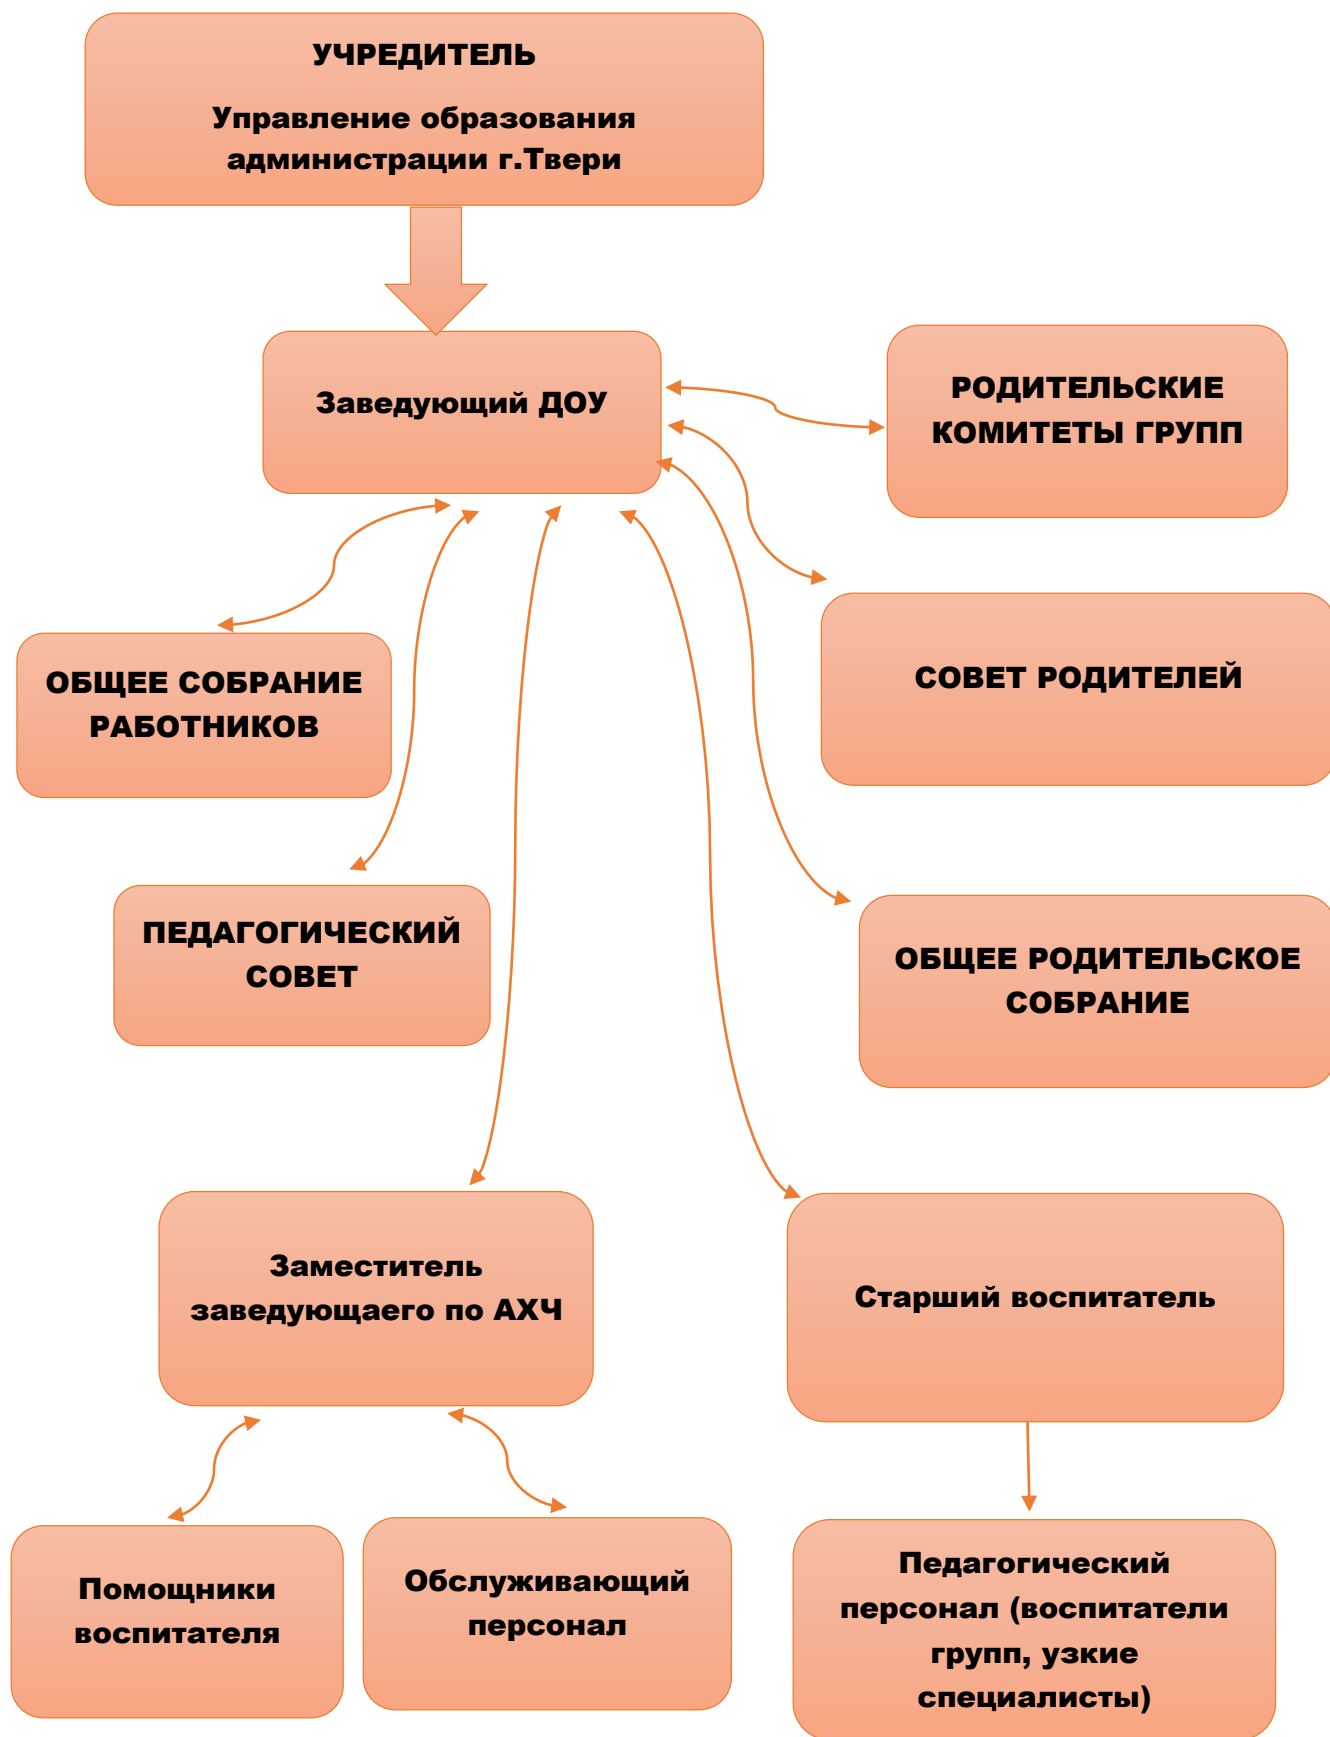 УЧРЕДИТЕЛЬ
Управление образования
администрации г.Твери
Заведующий ДОУ
РОДИТЕЛЬСКИЕ
КОМИТЕТЫ ГРУПП
СОВЕТ РОДИТЕЛЕЙ
ОБЩЕЕ СОБРАНИЕ
РАБОТНИКОВ
ПЕДАГОГИЧЕСКИЙ
СОВЕТ
ОБЩЕЕ РОДИТЕЛЬСКОЕ
СОБРАНИЕ
Заместитель
заведующаего по АХЧ
Старший воспитатель
Помощники
воспитателя
Обслуживающий
персонал
Педагогический
персонал (воспитатели
групп, узкие
специалисты)